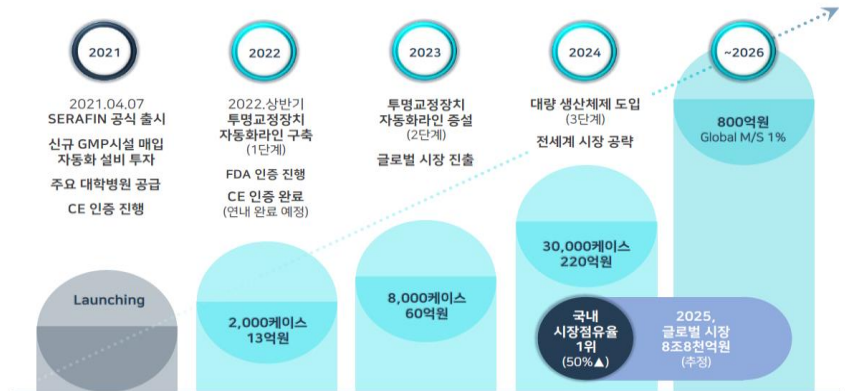 2021
2021.04.07
SERAFIN 공식 출시
신규 GMP시설 매입
자동화 설비 투자
주요 대학병원 공급
CE 인증 진행
Launching
2022
2022.상반기
투명교정장치
자동화라인 구축
(1단계)
FDA 인증 진행
CE 인증 완료
(연내 완료 예정)
2,000케이스
13억원
2023
투명교정장치
자동화라인 증설
(2단계)
글로벌 시장 진출
8,000케이스
60억원
2024
대량 생산체제 도입
(3단계)
전세계 시장 공략
30,000케이스
220억원
~2026
800억원
Global M/S 1%
국내
시장점유율
1위
(50%▲)
2025,
글로벌 시장
8조8천억원
(추정)